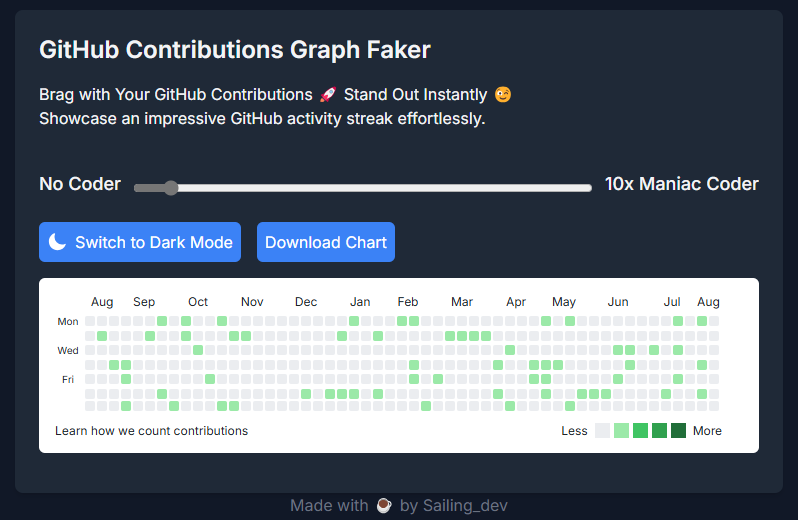 GitHub Contributions Graph Faker
Brag with Your GitHub Contributions 🚀 Stand Out Instantly 😉
Showcase an impressive GitHub activity streak effortlessly.
No Coder 10x Maniac Coder
Switch to Dark Mode Download Chart
Aug Sep Oct Nov Dec Jan Feb Mar Apr May Jun Jul Aug
Mon
Wed
Fri
Learn how we count contributions Less More
Made with ☕ by Sailing_dev